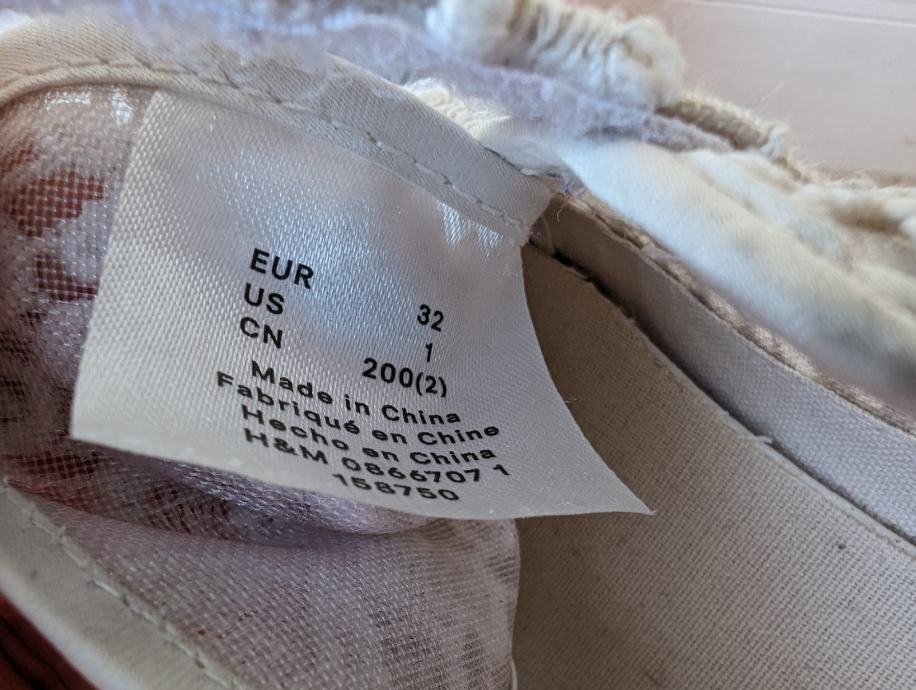 EUR 32
US 1
CN 200(2)
Made in China
Fabriqué en Chine
Hecho en China
H&M 0866707 1
158750